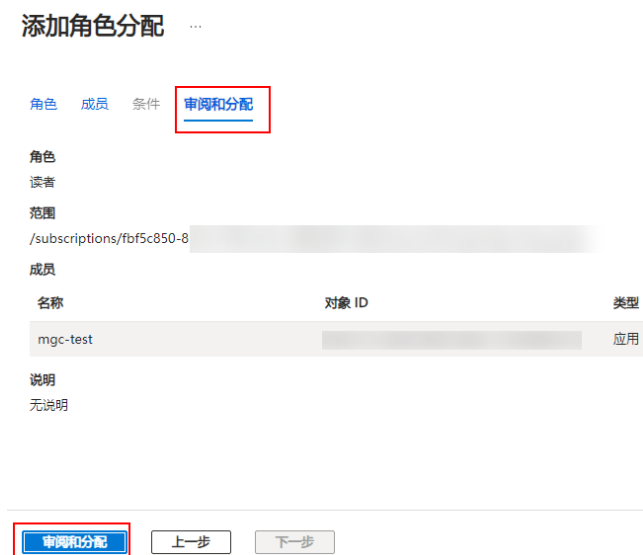 添加角色分配 ...
角色 成员 条件 审阅和分配
角色
读者
范围
/subscriptions/fbf5c850-8
成员
名称 对象 ID 类型
mgc-test 应用
说明
无说明
审阅和分配 上一步 下一步